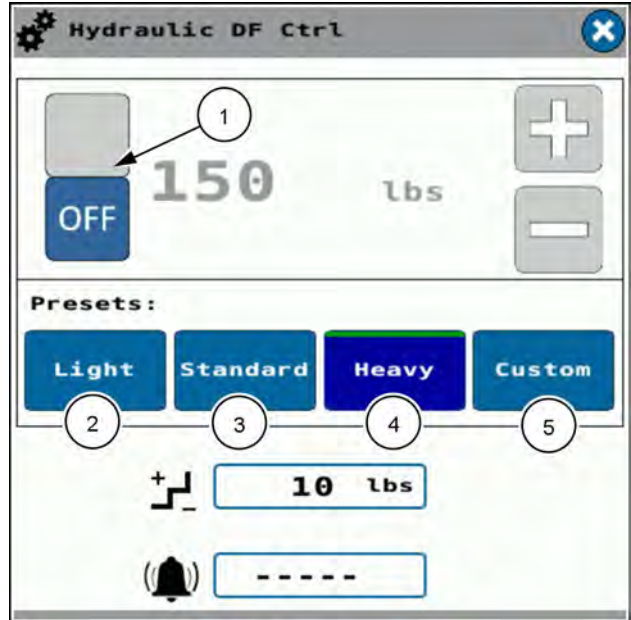 Hydraulic DF Ctrl
1
150 lbs
OFF
Presets:
Light Standard Heavy Custom
2 3 4 5
10 lbs
-----